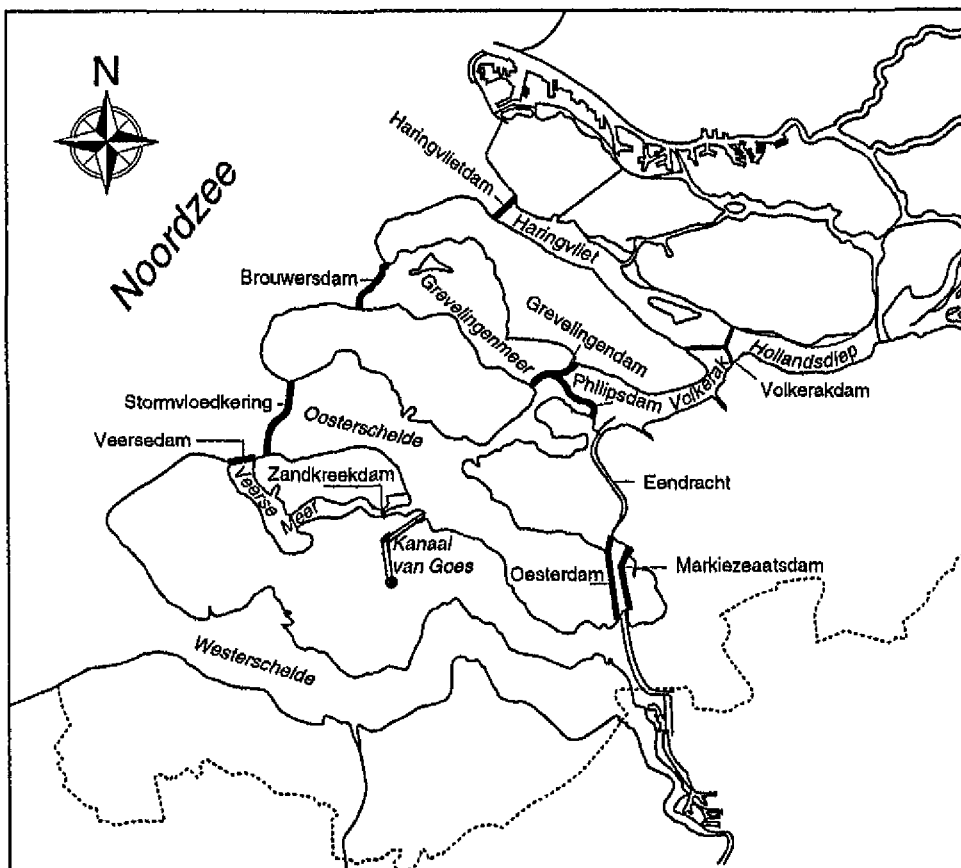 N
Noordzee
Haringvlietdam
Haringvliet
Brouwersdam
Grevelingenmeer
Grevelingendam
Hollandsdiep
Philipsdam
Volkerak
Volkerakdam
Stormvloedkering
Oosterschelde
Veersedam
Zandkreekdam
Veerse
Meer
Eendracht
Kanaal
van Goes
Oesterdam
Markiezeaatsdam
Westerschelde